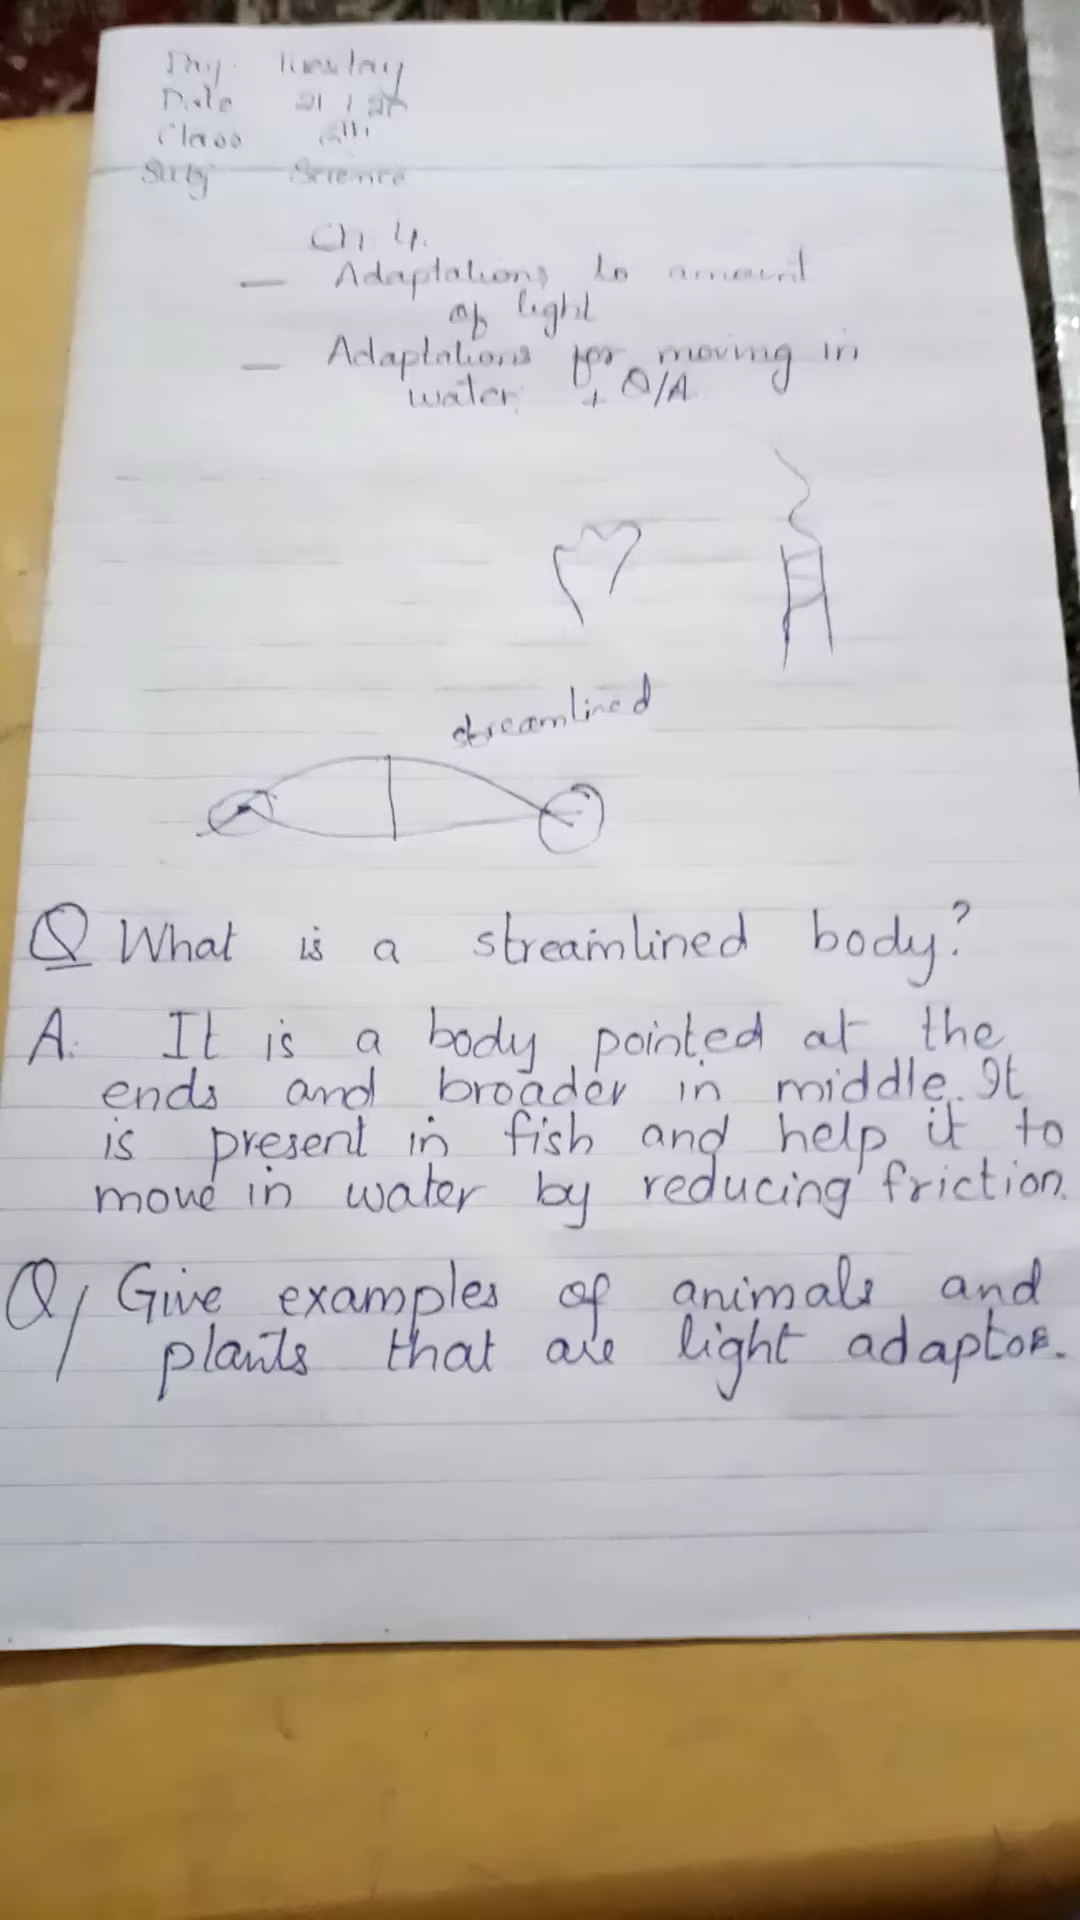 Day. Tuesday
Date 21
Class
Subj Science
Ch 4.
— Adaptations to amount
of light
— Adaptations for moving in
water + Q/A
streamlined
Q What is a streamlined body?
A. It is a body pointed at the
ends and broader in middle. It
is present in fish and help it to
move in water by reducing friction.
Q/ Give examples of animals and
plants that are light adaptor.